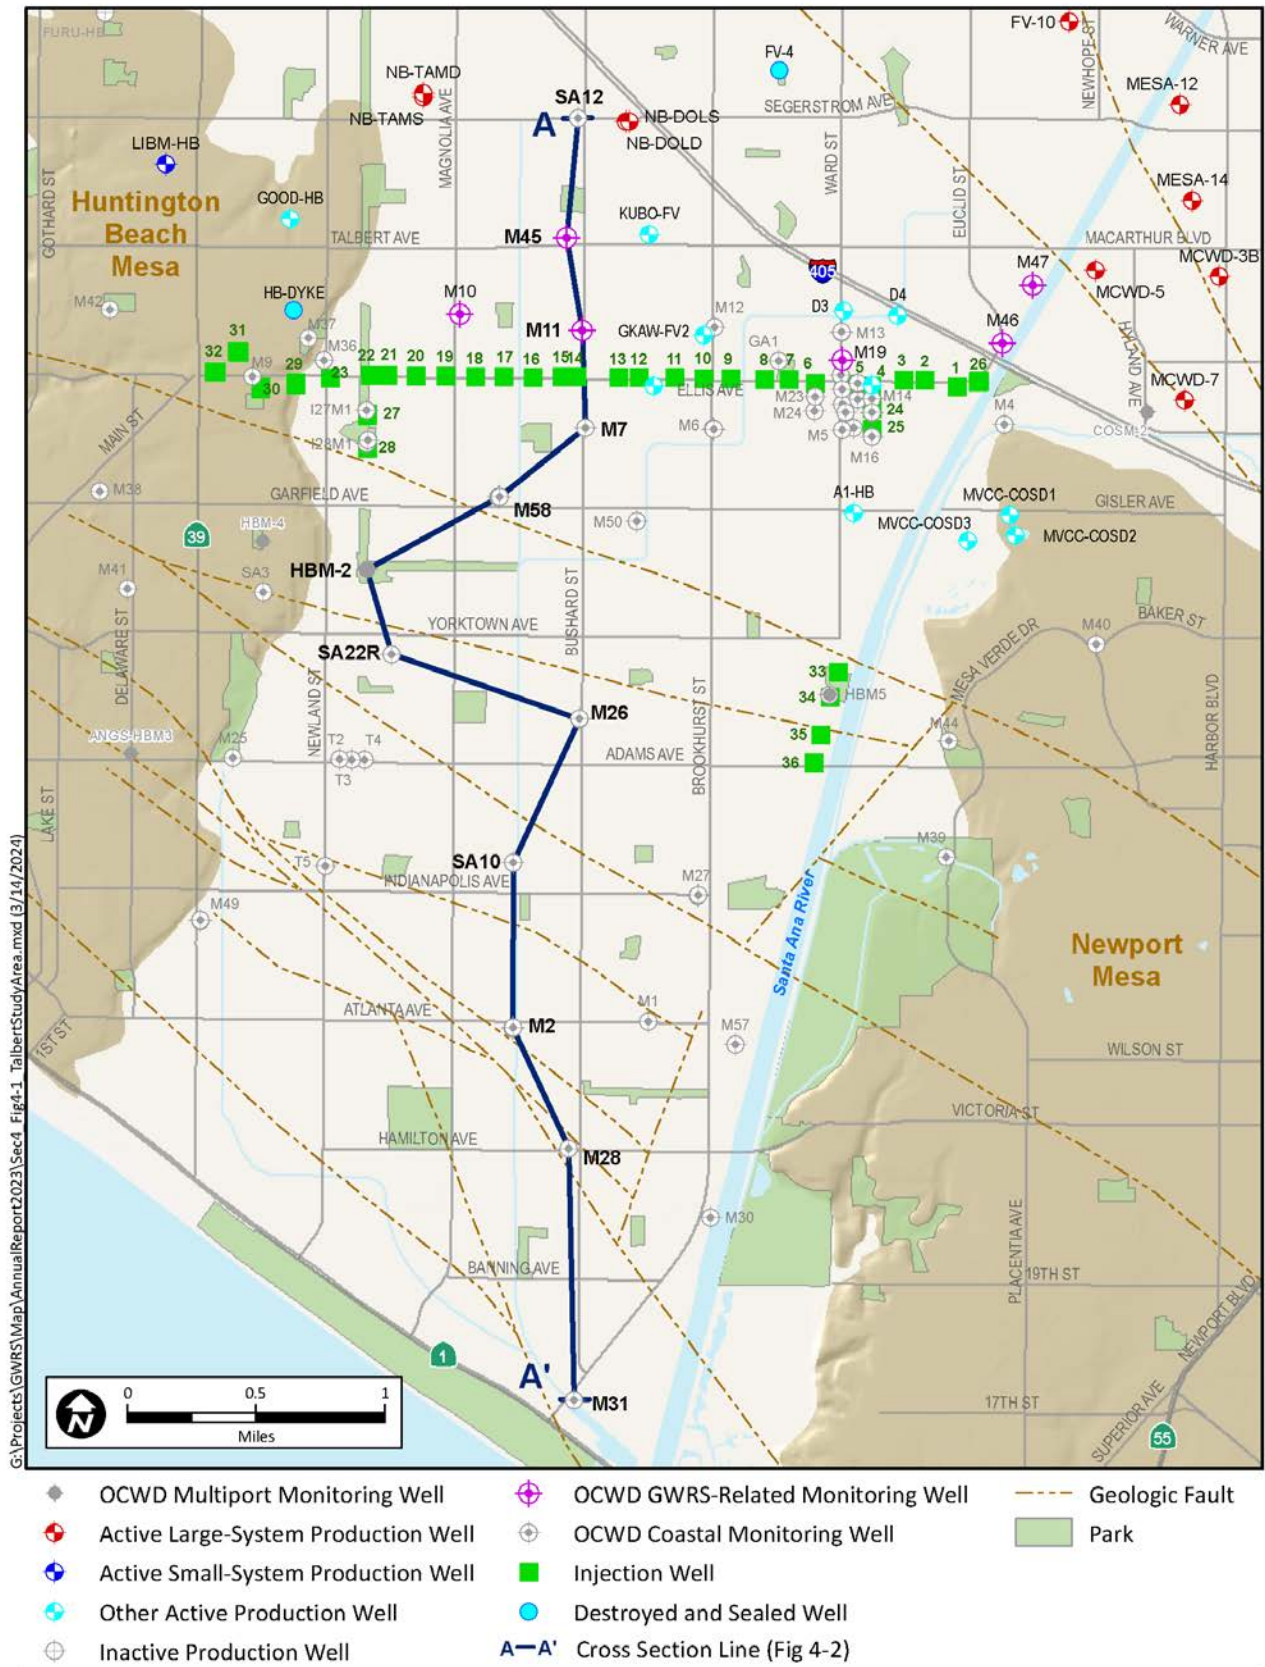 FURU-HB
NB-TAMD
NB-TAMS
MAGNOLIA AVE
SA12
A
NB-DOLS
NB-DOLD
FV-4
SEGERSTROM AVE
FV-10
NEWHOPE ST
WARNER AVE
MESA-12
LIBM-HB
GOTHARD ST
Huntington
Beach
Mesa
GOOD-HB
TALBERT AVE
M45
KUBO-FV
WARD ST
EUCLID ST
MESA-14
MACARTHUR BLVD
MCWD-3B
405
M47
MCWD-5
M42
HB-DYKE
M37
M36
M10
M11
GKAW-FV2
M12
D3
D4
M13
GA1
M19
M46
HYLAND AVE
MCWD-7
32
31
M9
30
29
23
22
21
20
19
18
17
16
15
14
13
12
11
10
9
8
7
6
5
4
3
2
1
26
ELLIS AVE
M23
M24
M14
24
25
M5
M16
M6
M4
COSM-2
MAIN ST
I27M1
27
I28M1
28
M7
M38
GARFIELD AVE
M58
M50
A1-HB
MVCC-COSD1
MVCC-COSD3
MVCC-COSD2
GISLER AVE
39
HBM-4
HBM-2
M41
SA3
DELAWARE ST
BUSHARD ST
YORKTOWN AVE
SA22R
BAKER ST
M40
MESA VERDE DR
HARBOR BLVD
33
34
HBM5
35
36
M44
NEWLAND ST
M26
BROOKHURST ST
ANGS-HBM3
M25
T2
T4
T3
ADAMS AVE
LAKE ST
M39
T5
SA10
INDIANAPOLIS AVE
M27
M49
Santa Ana River
Newport
Mesa
ATLANTA AVE
M2
M1
M57
1ST ST
WILSON ST
VICTORIA ST
HAMILTON AVE
M28
M30
PLACENTIA AVE
BANNING AVE
19TH ST
NEWPORT BLVD
1
A'
M31
17TH ST
SUPERIOR AVE
55
N
0 0.5 1
Miles
G:\Projects\GWRS\Map\AnnualReport2023\Sec4_Fig4-1_TalbertStudyArea.mxd (3/14/2024)
OCWD Multiport Monitoring Well
Active Large-System Production Well
Active Small-System Production Well
Other Active Production Well
Inactive Production Well
OCWD GWRS-Related Monitoring Well
OCWD Coastal Monitoring Well
Injection Well
Destroyed and Sealed Well
A—A' Cross Section Line (Fig 4-2)
Geologic Fault
Park